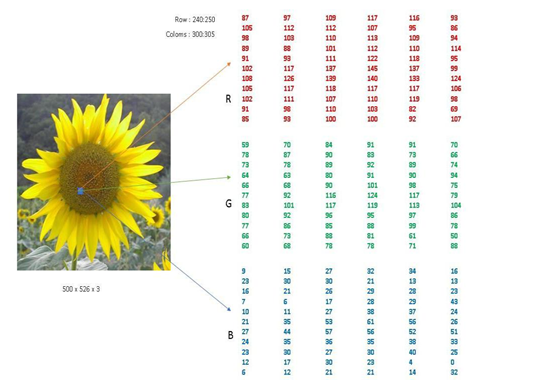 Row : 240:250
Coloms : 300:305
R
87 97 109 117 116 93
105 112 112 107 95 86
98 103 110 113 109 94
89 88 101 112 110 114
91 93 111 122 118 95
102 117 137 145 137 99
108 126 139 140 133 124
105 117 118 117 117 106
102 111 107 110 119 98
91 98 110 103 82 69
85 93 100 100 92 107
G
59 70 84 91 91 70
78 87 90 83 73 66
73 78 89 92 89 74
64 63 80 91 90 94
66 68 90 101 98 75
77 92 116 124 117 79
83 101 117 119 113 104
80 92 96 95 97 86
77 86 85 88 99 78
66 73 88 81 61 50
60 68 78 78 71 88
500 x 526 x 3
B
9 15 27 32 34 16
23 30 30 21 13 13
16 21 26 29 28 23
7 6 17 28 29 43
10 11 27 38 37 24
21 35 53 61 56 26
27 44 57 56 52 51
24 35 36 35 38 33
23 30 27 30 40 25
12 17 30 23 4 0
6 12 21 21 14 32